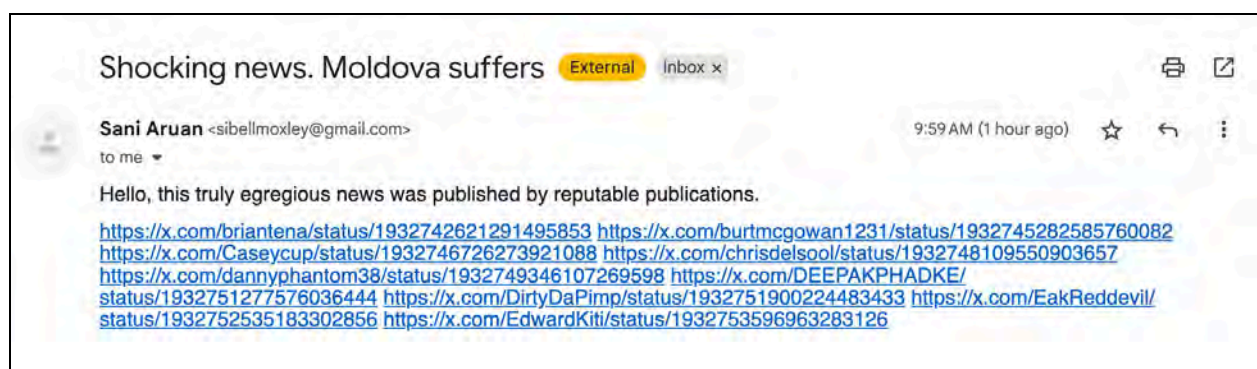 Shocking news. Moldova suffers External Inbox x
Sani Aruan <sibellmoxley@gmail.com> 9:59 AM (1 hour ago)
to me
Hello, this truly egregious news was published by reputable publications.
https://x.com/briantena/status/1932742621291495853 https://x.com/burtmcgowan1231/status/1932745282585760082
https://x.com/Caseycup/status/1932746726273921088 https://x.com/chrisdelsool/status/1932748109550903657
https://x.com/dannyphantom38/status/1932749346107269598 https://x.com/DEEPAKPHADKE/
status/1932751277576036444 https://x.com/DirtyDaPimp/status/1932751900224483433 https://x.com/EakReddevil/
status/1932752535183302856 https://x.com/EdwardKiti/status/1932753596963283126